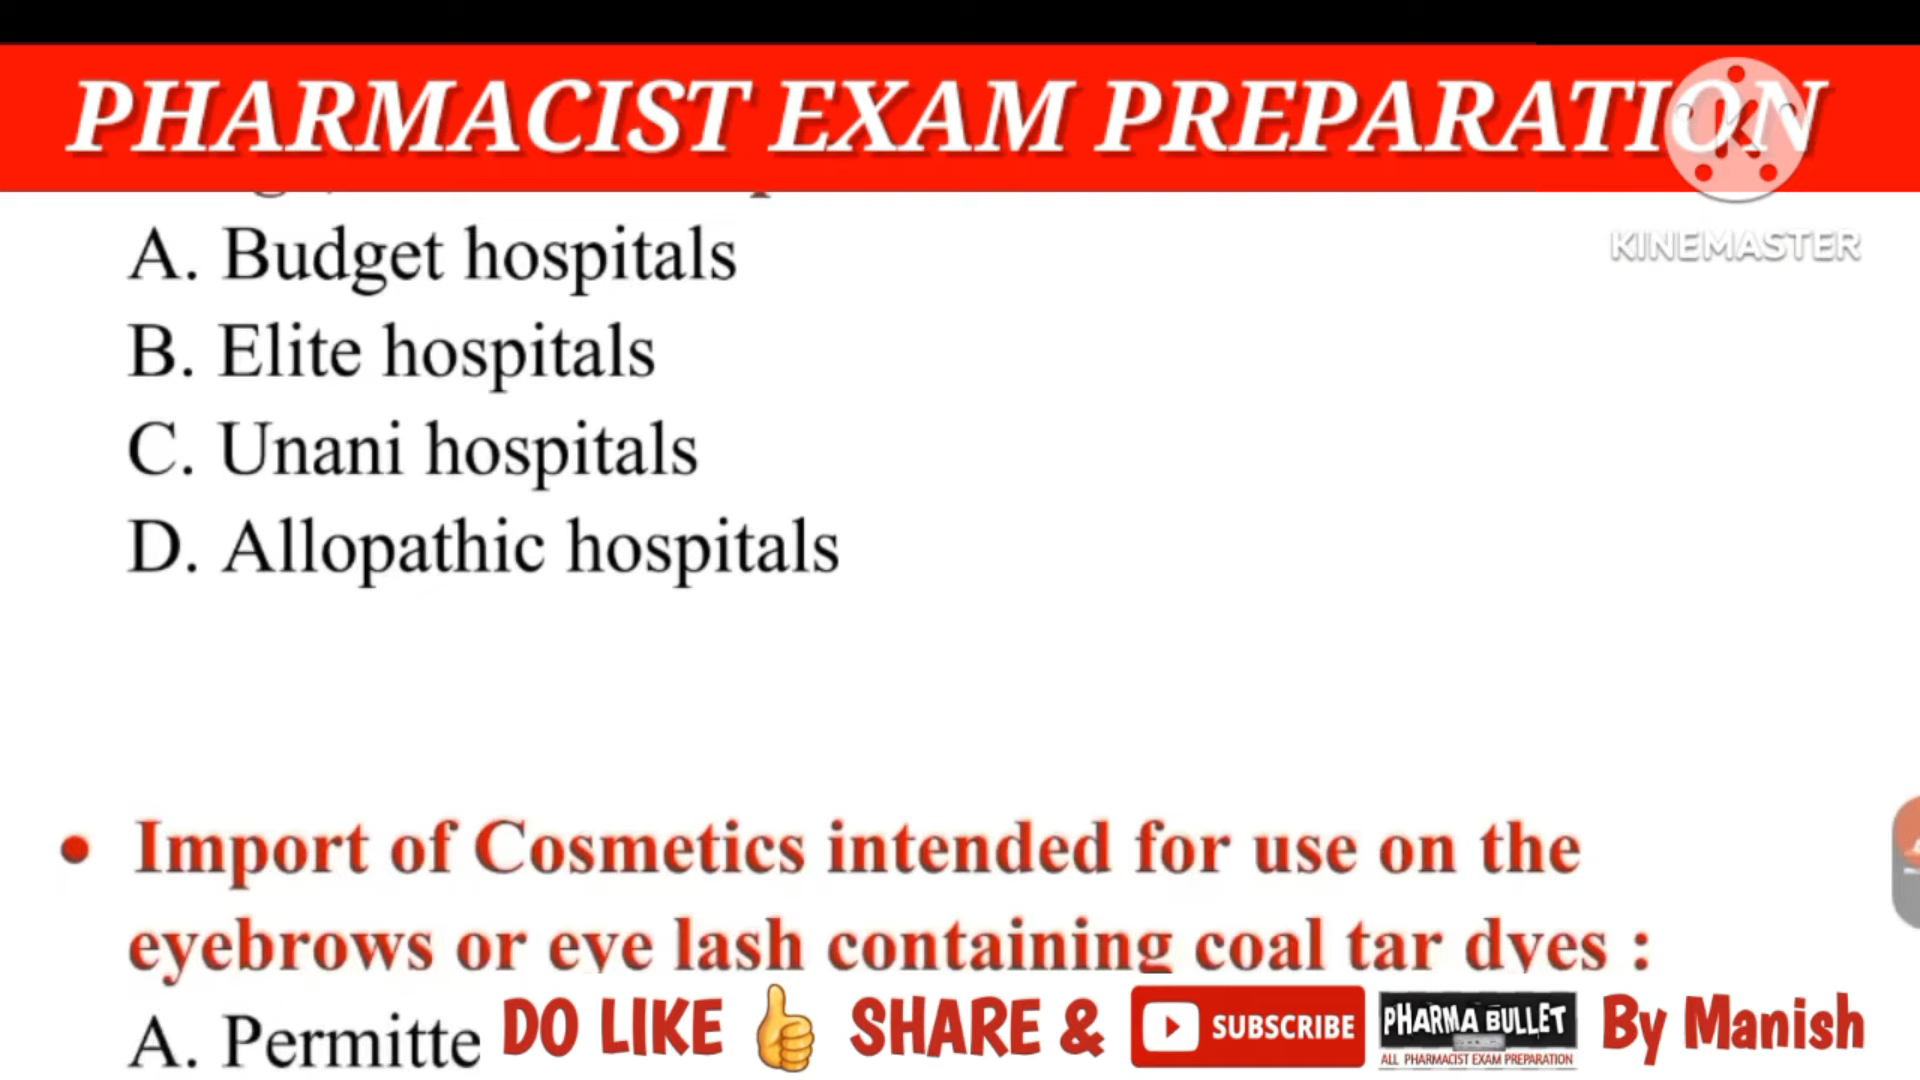 PHARMACIST EXAM PREPARATION
KINEMASTER
A. Budget hospitals
B. Elite hospitals
C. Unani hospitals
D. Allopathic hospitals
• Import of Cosmetics intended for use on the
eyebrows or eye lash containing coal tar dyes :
A. Permitte
DO LIKE 👍 SHARE & SUBSCRIBE PHARMA BULLET By Manish
ALL PHARMACIST EXAM PREPARATION